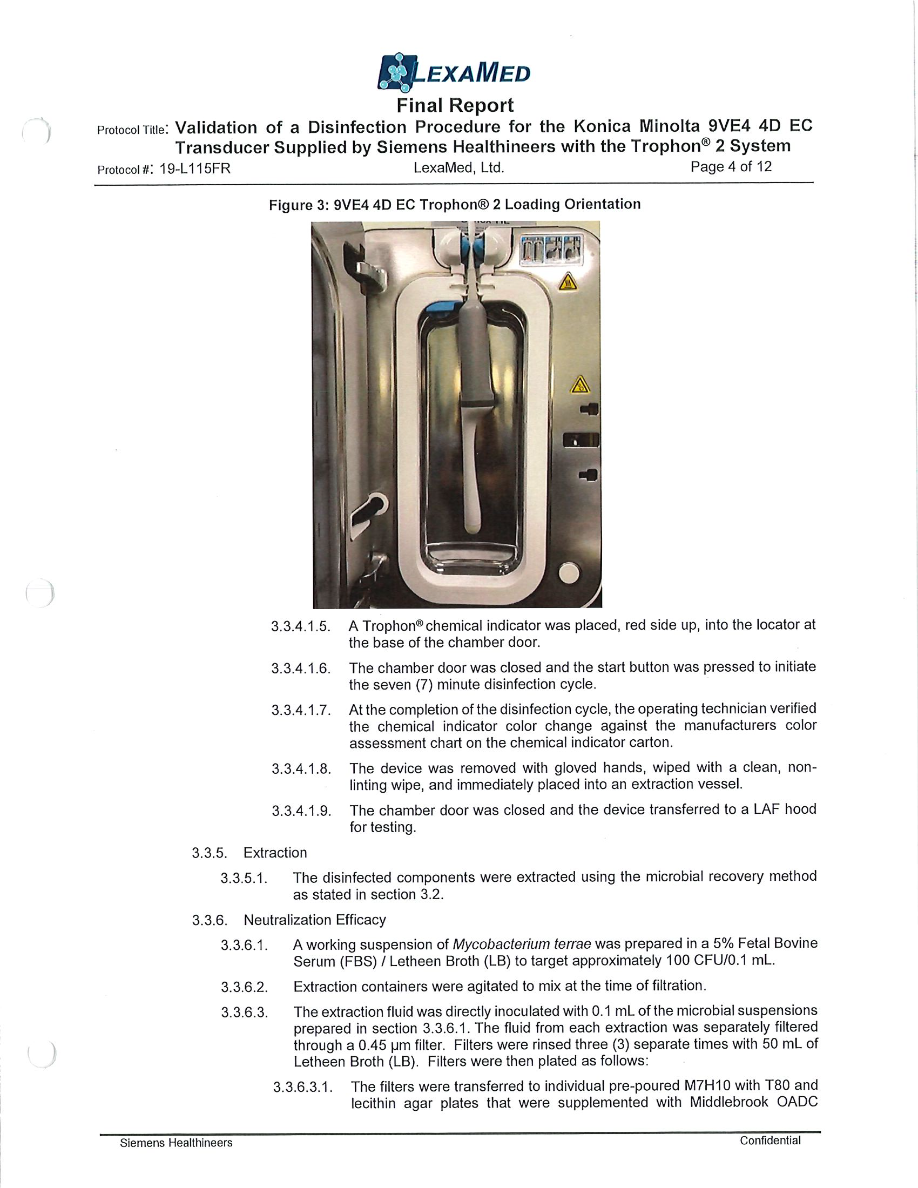 LEXAMED
Final Report
Protocol Title: Validation of a Disinfection Procedure for the Konica Minolta 9VE4 4D EC
Transducer Supplied by Siemens Healthineers with the Trophon® 2 System
Protocol #: 19-L115FR LexaMed, Ltd. Page 4 of 12
Figure 3: 9VE4 4D EC Trophon® 2 Loading Orientation
3.3.4.1.5. A Trophon® chemical indicator was placed, red side up, into the locator at
the base of the chamber door.
3.3.4.1.6. The chamber door was closed and the start button was pressed to initiate
the seven (7) minute disinfection cycle.
3.3.4.1.7. At the completion of the disinfection cycle, the operating technician verified
the chemical indicator color change against the manufacturers color
assessment chart on the chemical indicator carton.
3.3.4.1.8. The device was removed with gloved hands, wiped with a clean, non-
linting wipe, and immediately placed into an extraction vessel.
3.3.4.1.9. The chamber door was closed and the device transferred to a LAF hood
for testing.
3.3.5. Extraction
3.3.5.1. The disinfected components were extracted using the microbial recovery method
as stated in section 3.2.
3.3.6. Neutralization Efficacy
3.3.6.1. A working suspension of Mycobacterium terrae was prepared in a 5% Fetal Bovine
Serum (FBS) / Letheen Broth (LB) to target approximately 100 CFU/0.1 mL.
3.3.6.2. Extraction containers were agitated to mix at the time of filtration.
3.3.6.3. The extraction fluid was directly inoculated with 0.1 mL of the microbial suspensions
prepared in section 3.3.6.1. The fluid from each extraction was separately filtered
through a 0.45 µm filter. Filters were rinsed three (3) separate times with 50 mL of
Letheen Broth (LB). Filters were then plated as follows:
3.3.6.3.1. The filters were transferred to individual pre-poured M7H10 with T80 and
lecithin agar plates that were supplemented with Middlebrook OADC
Siemens Healthineers Confidential